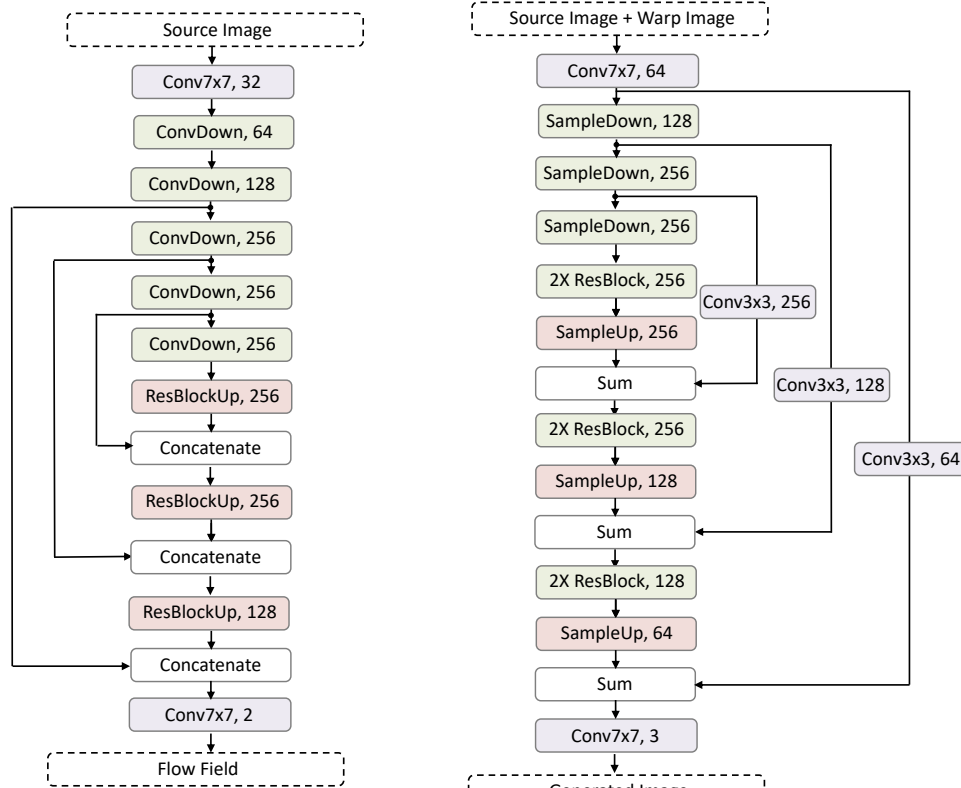 Source Image
Conv7x7, 32
ConvDown, 64
ConvDown, 128
ConvDown, 256
ConvDown, 256
ConvDown, 256
ResBlockUp, 256
Concatenate
ResBlockUp, 256
Concatenate
ResBlockUp, 128
Concatenate
Conv7x7, 2
Flow Field
Source Image + Warp Image
Conv7x7, 64
SampleDown, 128
SampleDown, 256
SampleDown, 256
2X ResBlock, 256
Conv3x3, 256
SampleUp, 256
Sum
Conv3x3, 128
2X ResBlock, 256
Conv3x3, 64
SampleUp, 128
Sum
2X ResBlock, 128
SampleUp, 64
Sum
Conv7x7, 3
Generated Image